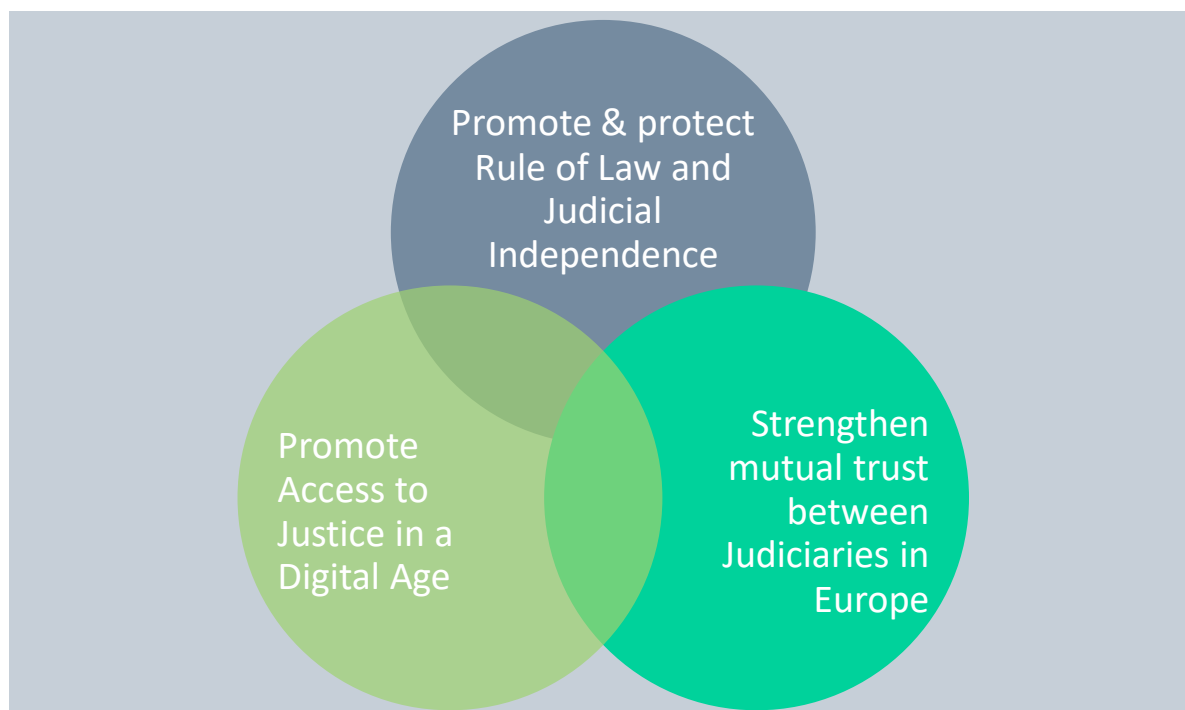 Promote & protect
Rule of Law and
Judicial
Independence
Promote
Access to
Justice in a
Digital Age
Strengthen
mutual trust
between
Judiciaries in
Europe